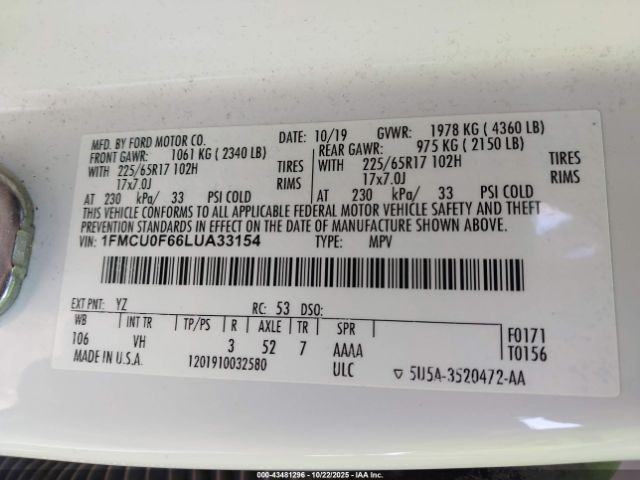 MFD. BY FORD MOTOR CO. DATE: 10/19 GVWR: 1978 KG ( 4360 LB)
FRONT GAWR: 1061 KG ( 2340 LB) REAR GAWR: 975 KG ( 2150 LB)
WITH 225/65R17 102H TIRES WITH 225/65R17 102H TIRES
17x7.0J RIMS 17x7.0J RIMS
AT 230 kPa/ 33 PSI COLD AT 230 kPa/ 33 PSI COLD
THIS VEHICLE CONFORMS TO ALL APPLICABLE FEDERAL MOTOR VEHICLE SAFETY AND THEFT
PREVENTION STANDARDS IN EFFECT ON THE DATE OF MANUFACTURE SHOWN ABOVE.
VIN: 1FMCU0F66LUA33154 TYPE: MPV
EXT PNT: YZ RC: 53 DSO:
WB INT TR TP/PS R AXLE TR SPR F0171
106 VH 3 52 7 AAAA T0156
MADE IN U.S.A. 1201910032580 ULC 5U5A-3520472-AA
000-43481296 - 10/22/2025 - IAA Inc.